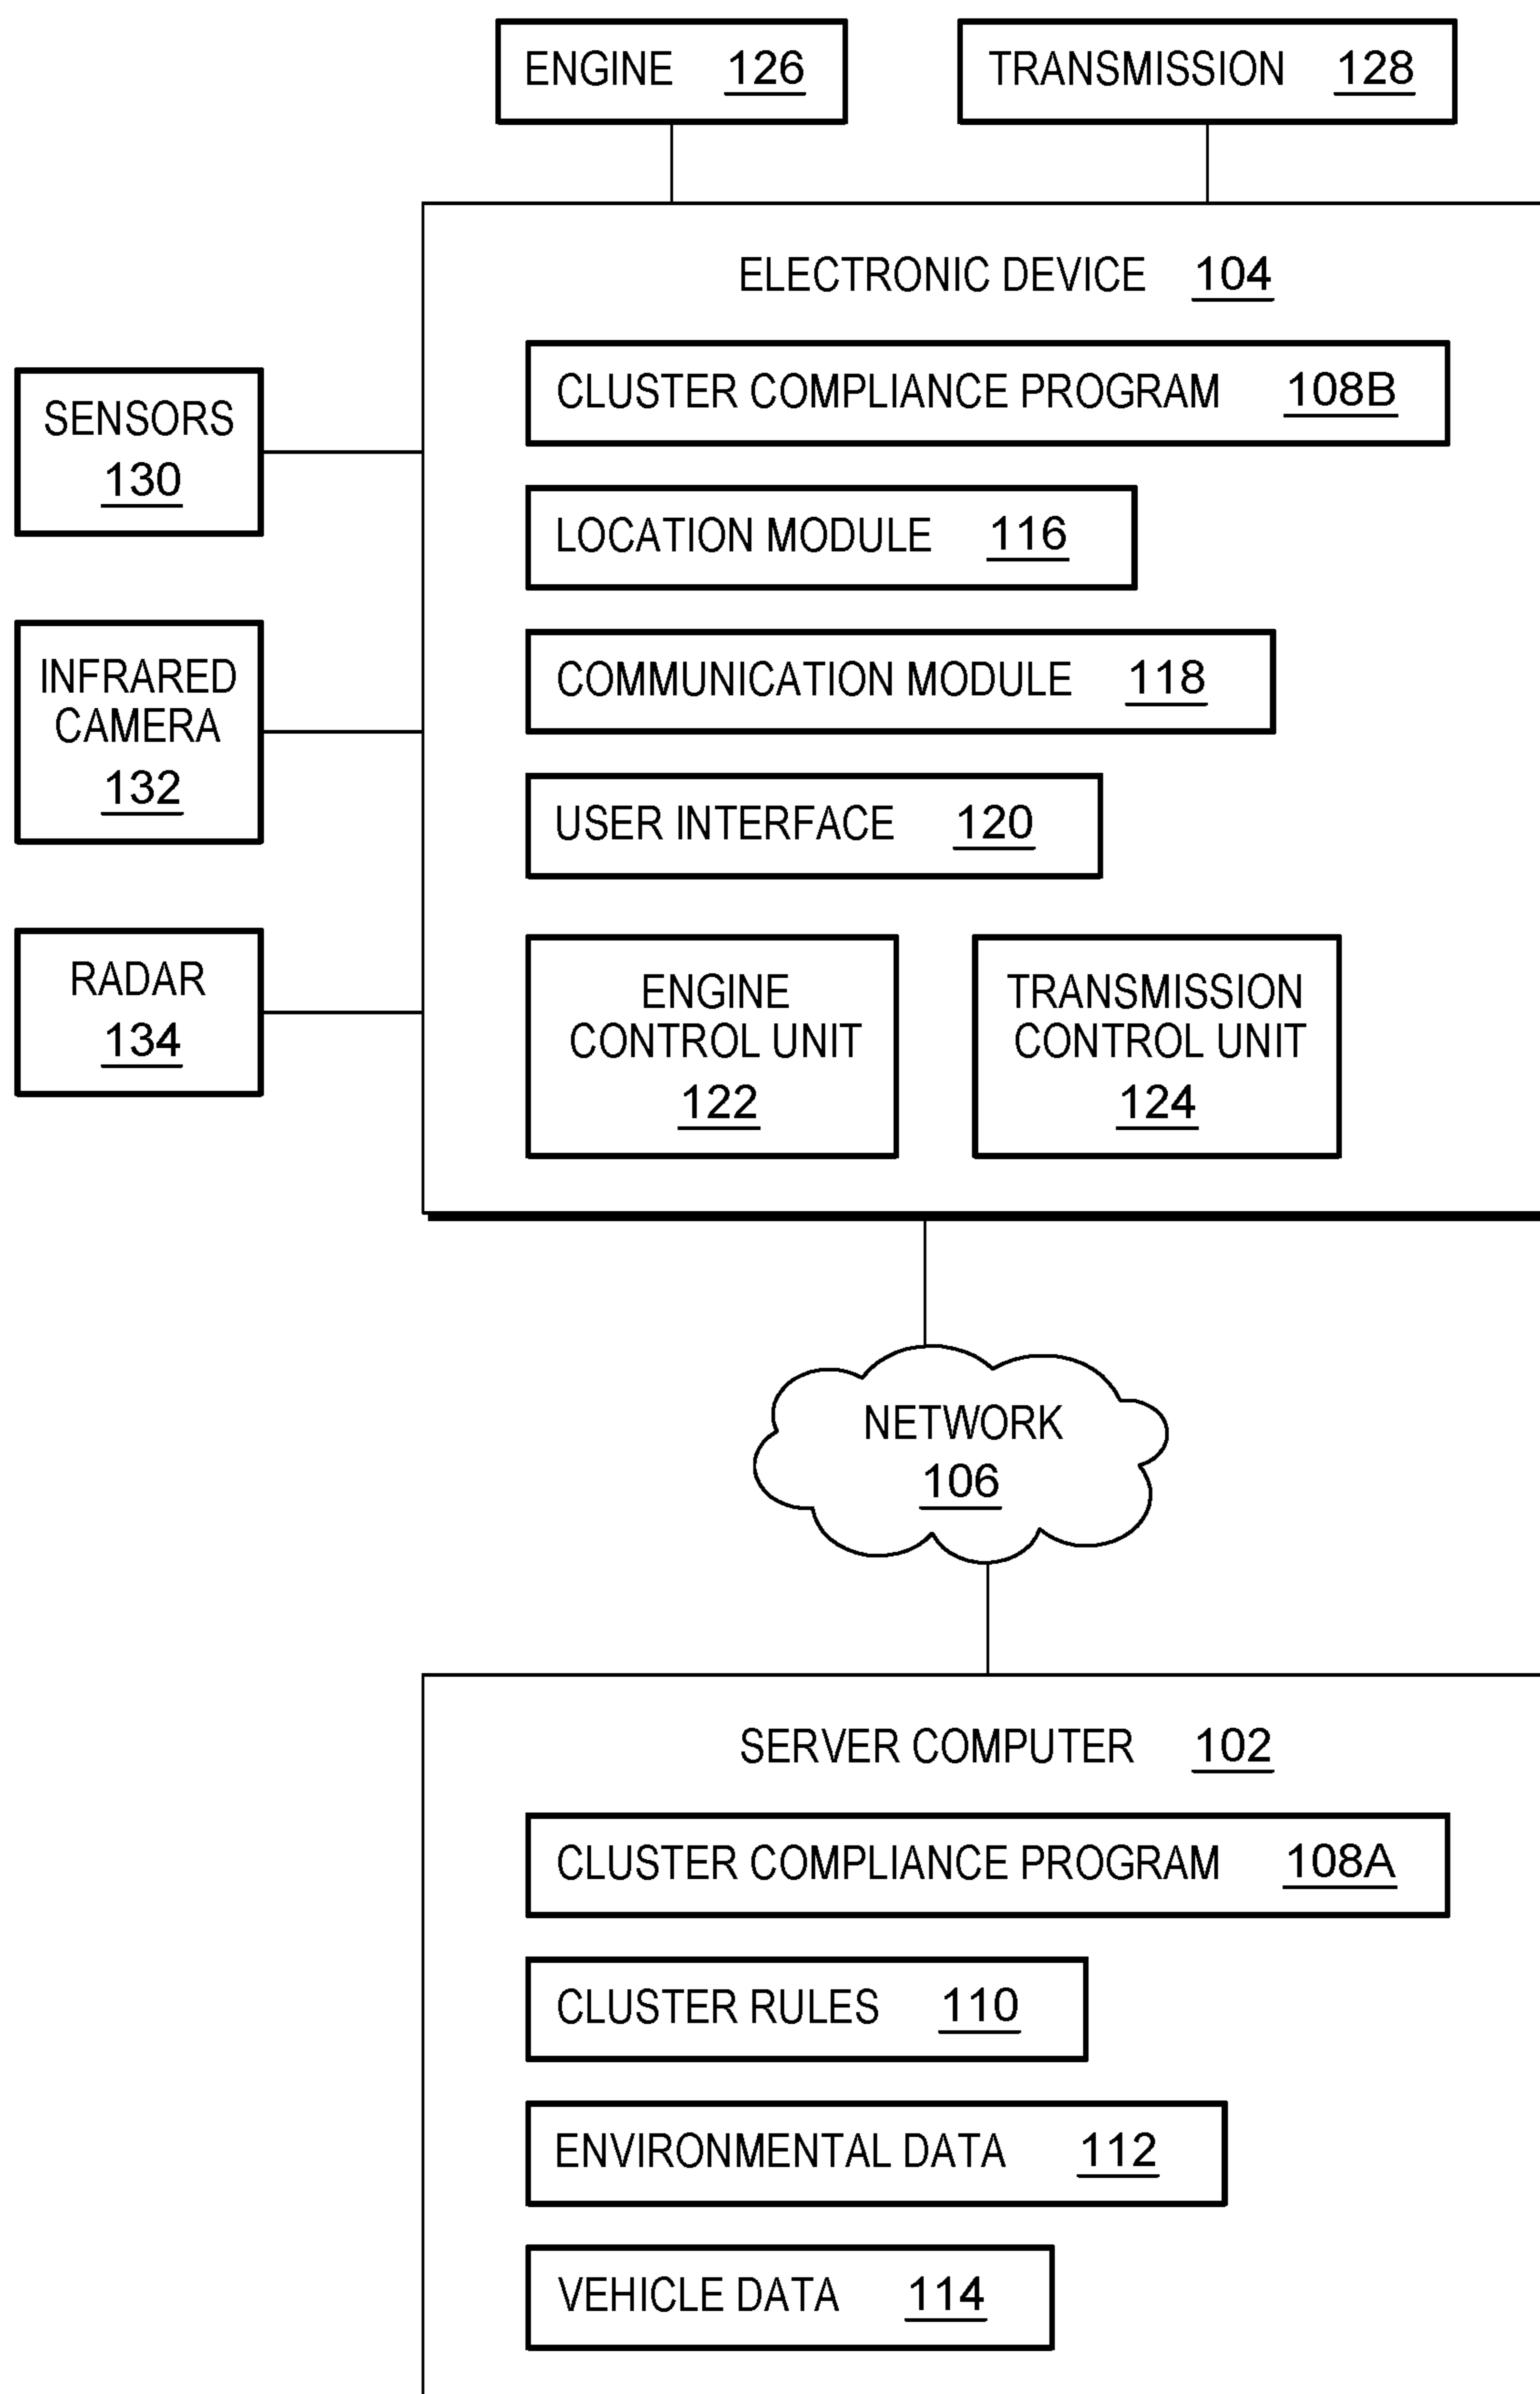 ENGINE 126
TRANSMISSION 128
ELECTRONIC DEVICE 104
CLUSTER COMPLIANCE PROGRAM 108B
LOCATION MODULE 116
COMMUNICATION MODULE 118
USER INTERFACE 120
ENGINE
CONTROL UNIT
122
TRANSMISSION
CONTROL UNIT
124
SENSORS
130
INFRARED
CAMERA
132
RADAR
134
NETWORK
106
SERVER COMPUTER 102
CLUSTER COMPLIANCE PROGRAM 108A
CLUSTER RULES 110
ENVIRONMENTAL DATA 112
VEHICLE DATA 114